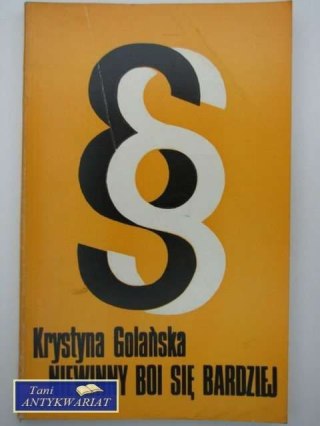 §
Krystyna Golańska
NIEWINNY BOI SIĘ BARDZIEJ
Tani
ANTYKWARIAT